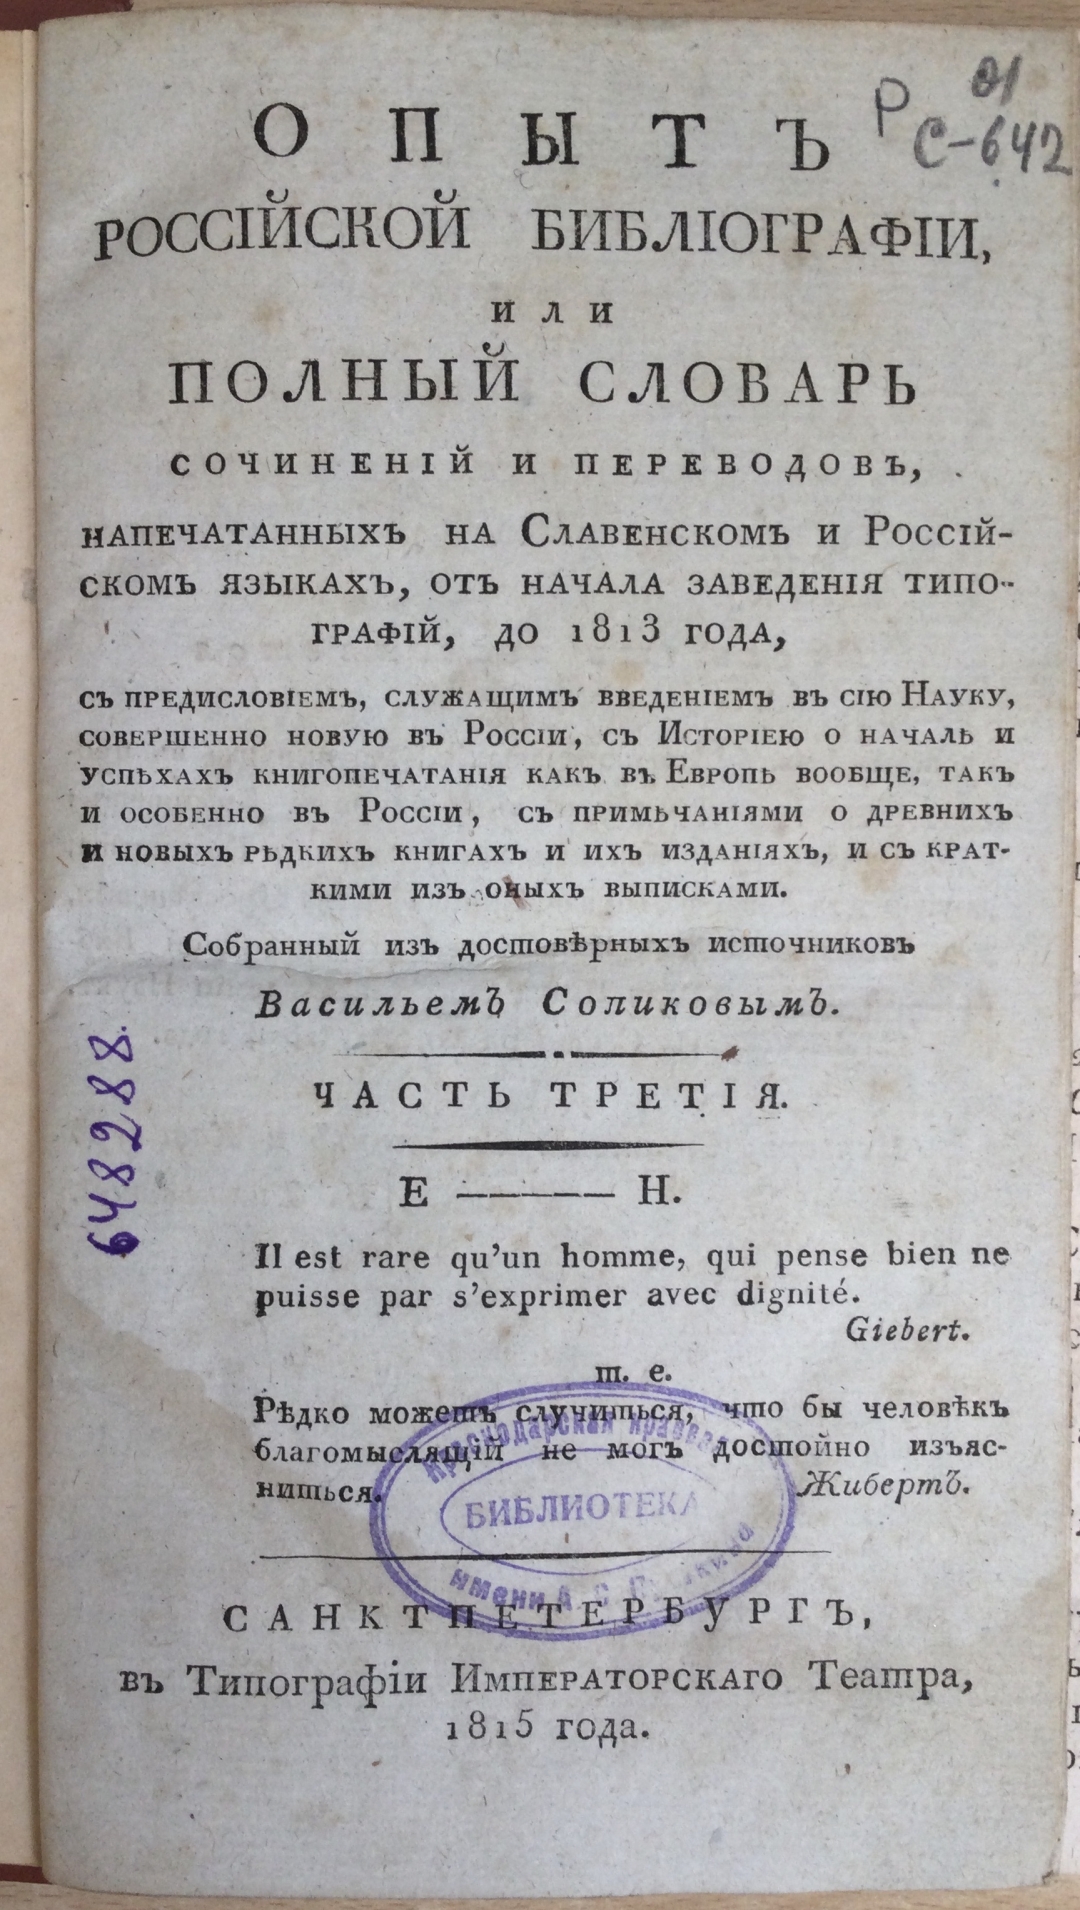 ОПЫТЪ
Р
01
С-642
РОССІЙСКОЙ БИБЛІОГРАФІИ,
ИЛИ
ПОЛНЫЙ СЛОВАРЬ
СОЧИНЕНІЙ И ПЕРЕВОДОВЪ,
НАПЕЧАТАННЫХЪ НА СЛАВЕНСКОМЪ И РОССІЙ-
СКОМЪ ЯЗЫКАХЪ, ОТЪ НАЧАЛА ЗАВЕДЕНІЯ ТИПО-
ГРАФІЙ, ДО 1813 ГОДА,
СЪ ПРЕДИСЛОВІЕМЪ, СЛУЖАЩИМЪ ВВЕДЕНІЕМЪ ВЪ СІЮ НАУКУ,
СОВЕРШЕННО НОВУЮ ВЪ РОССІИ, СЪ ИСТОРІЕЮ О НАЧАЛѢ И
УСПѢХАХЪ КНИГОПЕЧАТАНІЯ КАКЪ ВЪ ЕВРОПѢ ВООБЩЕ, ТАКЪ
И ОСОБЕННО ВЪ РОССІИ, СЪ ПРИМѢЧАНІЯМИ О ДРЕВНИХЪ
И НОВЫХЪ РѢДКИХЪ КНИГАХЪ И ИХЪ ИЗДАНІЯХЪ, И СЪ КРАТ-
КИМИ ИЗЪ ОНЫХЪ ВЫПИСКАМИ.
Собранный изъ достовѣрныхъ источниковъ
Васильемъ Сопиковымъ.
ЧАСТЬ ТРЕТІЯ.
Е ————— Н.
648288.
Il est rare qu'un homme, qui pense bien ne
puisse par s'exprimer avec dignité.
Giebert.
т. е.
Рѣдко можетъ случиться, что бы человѣкъ
благомыслящій не могъ достойно изъяс-
ниться. Жибертъ.
Краснодарская краевая
БИБЛИОТЕКА
имени А. С. Пушкина
САНКТПЕТЕРБУРГЪ,
въ Типографіи ИМПЕРАТОРСКАГО Театра,
1815 года.